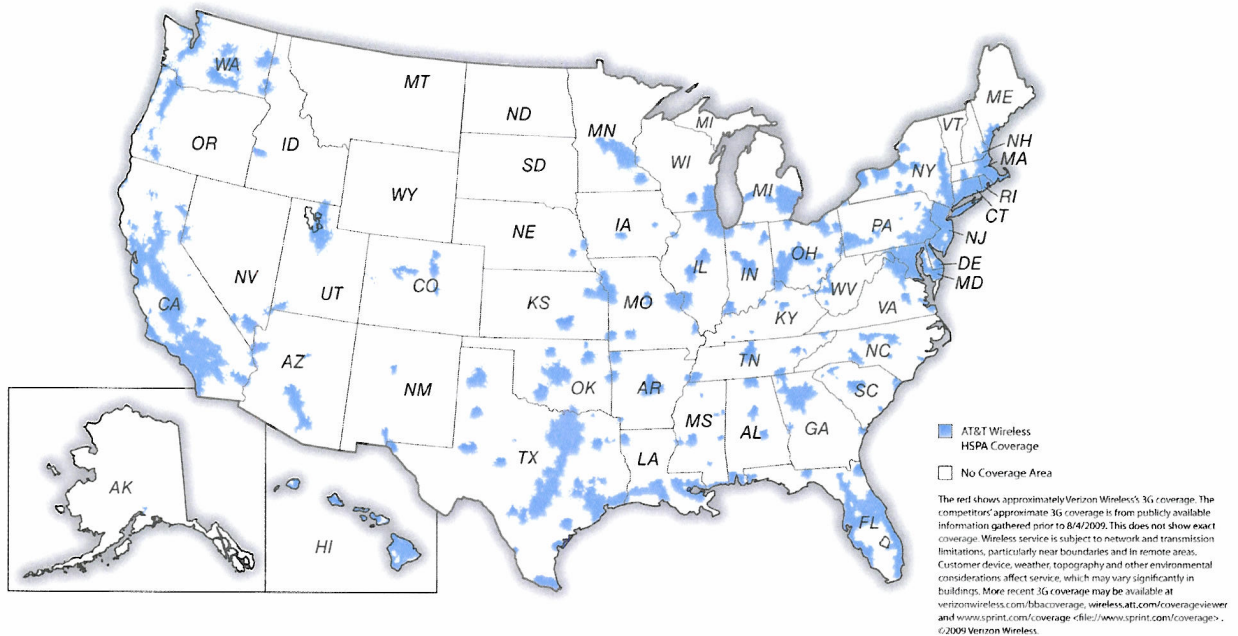 WA
MT
ND
MN
MI
ME
VT
NH
MA
OR
ID
SD
WI
NY
WY
MI
RI
CT
IA
PA
NE
NJ
NV
IL
IN
OH
DE
UT
CO
MD
CA
KS
MO
WV
VA
KY
AZ
TN
NC
NM
OK
AR
SC
MS
AL
GA
TX
LA
AK
FL
HI
AT&T Wireless
HSPA Coverage
No Coverage Area
The red shows approximately Verizon Wireless's 3G coverage. The
competitors' approximate 3G coverage is from publicly available
information gathered prior to 8/4/2009. This does not show exact
coverage. Wireless service is subject to network and transmission
limitations, particularly near boundaries and in remote areas.
Customer device, weather, topography and other environmental
considerations affect service, which may vary significantly in
buildings. More recent 3G coverage may be available at
verizonwireless.com/bbacoverage, wireless.att.com/coverageviewer
and www.sprint.com/coverage <file://www.sprint.com/coverage> .
©2009 Verizon Wireless.